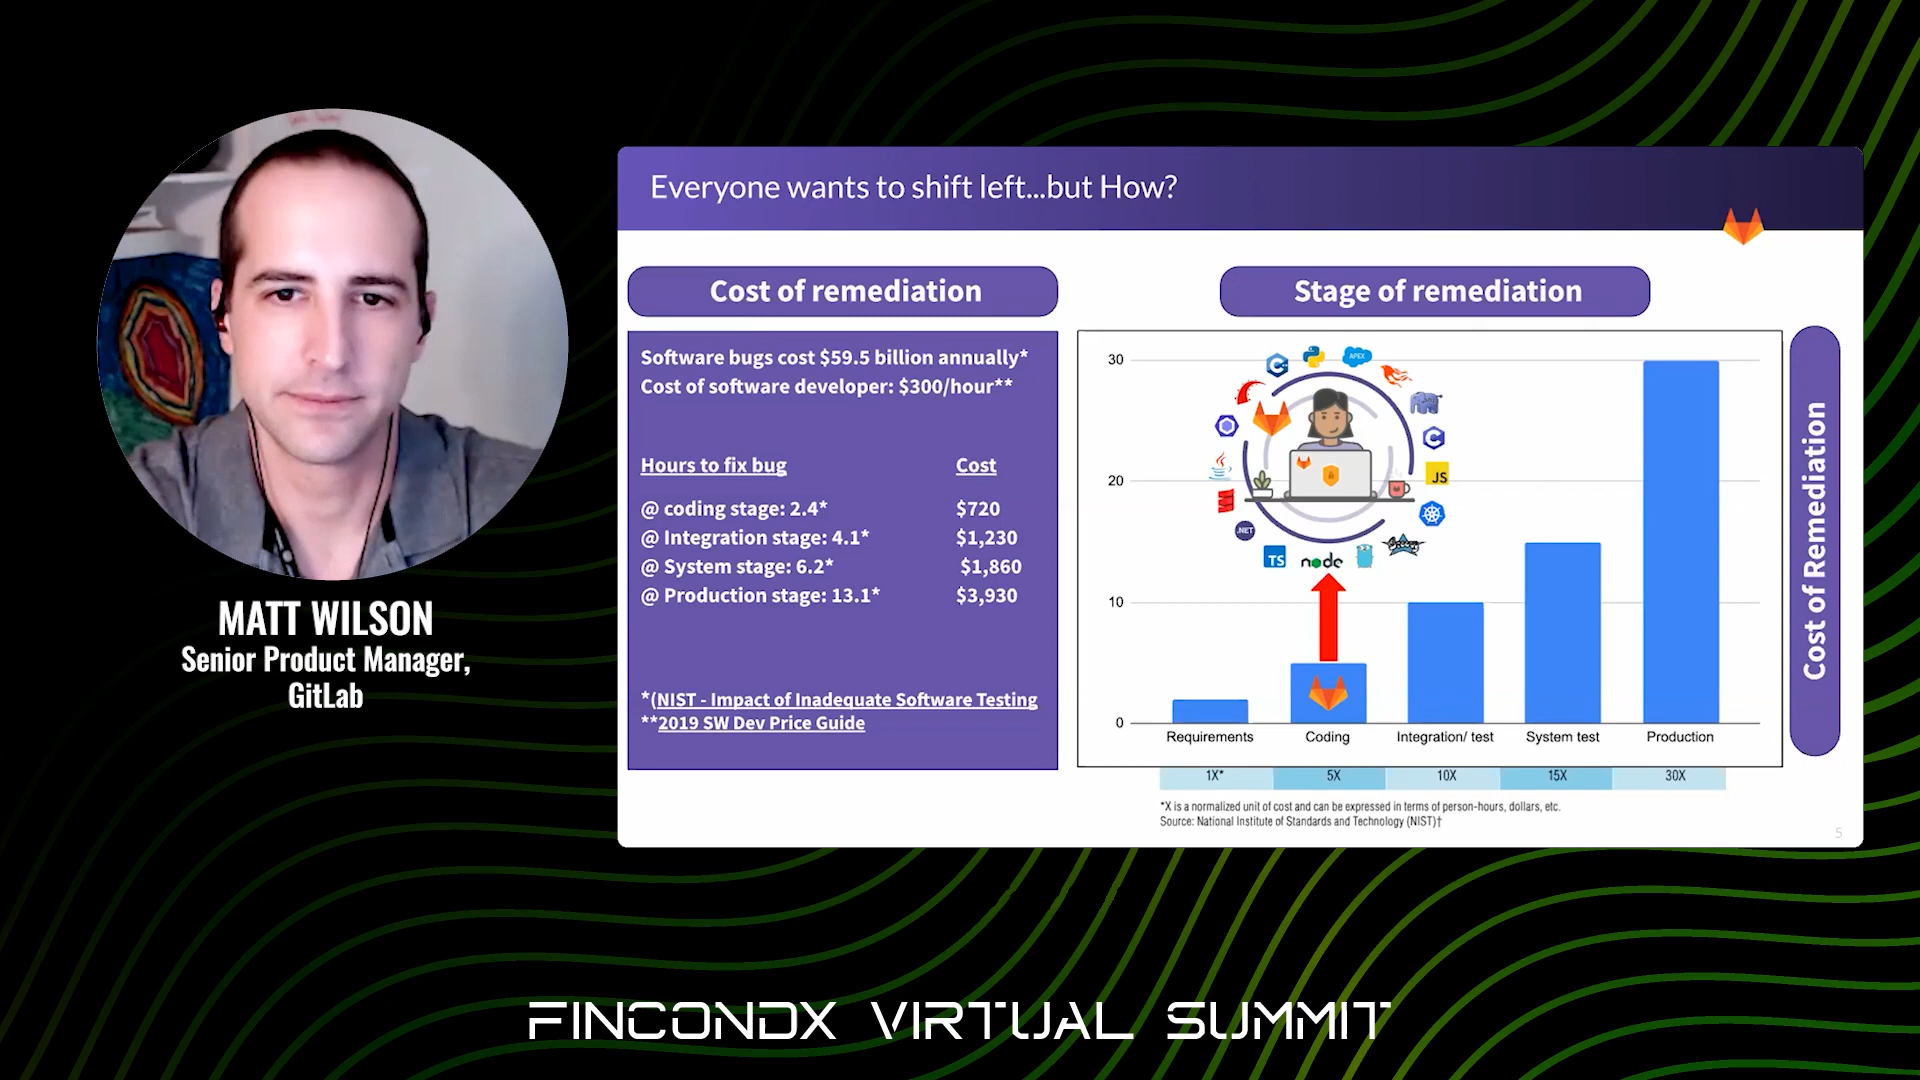 MATT WILSON
Senior Product Manager,
GitLab
Everyone wants to shift left...but How?
Cost of remediation
Software bugs cost $59.5 billion annually*
Cost of software developer: $300/hour**
Hours to fix bug Cost
@ coding stage: 2.4* $720
@ Integration stage: 4.1* $1,230
@ System stage: 6.2* $1,860
@ Production stage: 13.1* $3,930
*(NIST - Impact of Inadequate Software Testing
**2019 SW Dev Price Guide
Stage of remediation
30
20
10
0
APEX
JS
.NET
TS
node
Requirements Coding Integration/ test System test Production
1X* 5X 10X 15X 30X
*X is a normalized unit of cost and can be expressed in terms of person-hours, dollars, etc.
Source: National Institute of Standards and Technology (NIST)†
Cost of Remediation
5
FINCONDX VIRTUAL SUMMIT